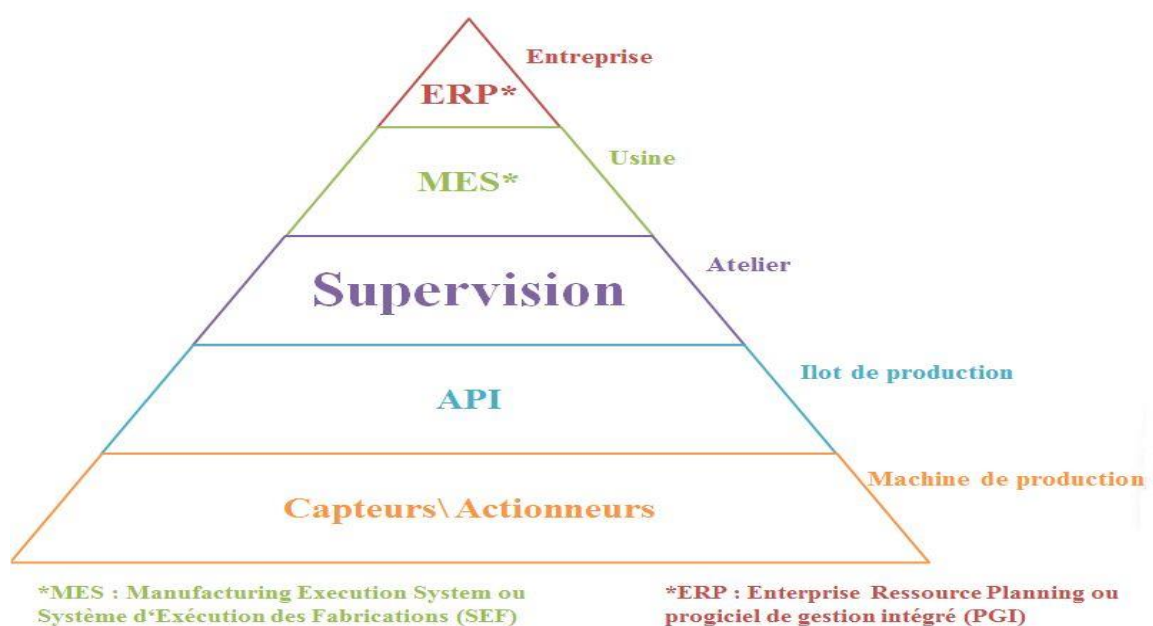 Entreprise
ERP*
Usine
MES*
Atelier
Supervision
Ilot de production
API
Machine de production
Capteurs\Actionneurs
*MES : Manufacturing Execution System ou
Système d‘Exécution des Fabrications (SEF)
*ERP : Enterprise Ressource Planning ou
progiciel de gestion intégré (PGI)